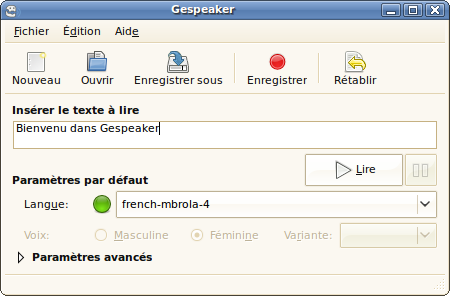 Gespeaker
Fichier Édition Aide
Nouveau Ouvrir Enregistrer sous Enregistrer Rétablir
Insérer le texte à lire
Bienvenu dans Gespeaker
Lire
Paramètres par défaut
Langue: french-mbrola-4
Voix: Masculine Féminine Variante:
Paramètres avancés